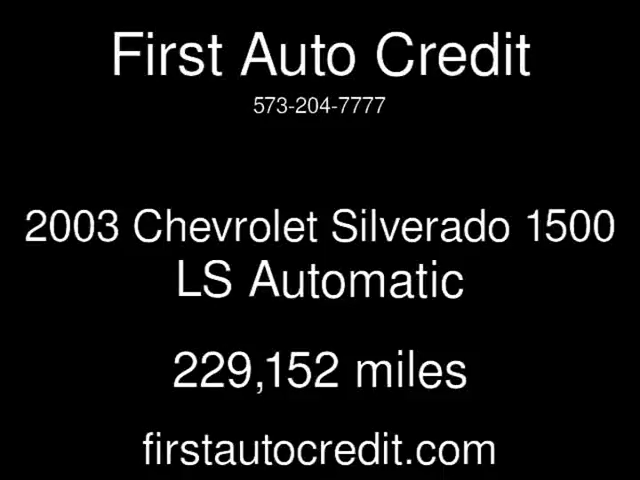 First Auto Credit
573-204-7777
2003 Chevrolet Silverado 1500
LS Automatic
229,152 miles
firstautocredit.com